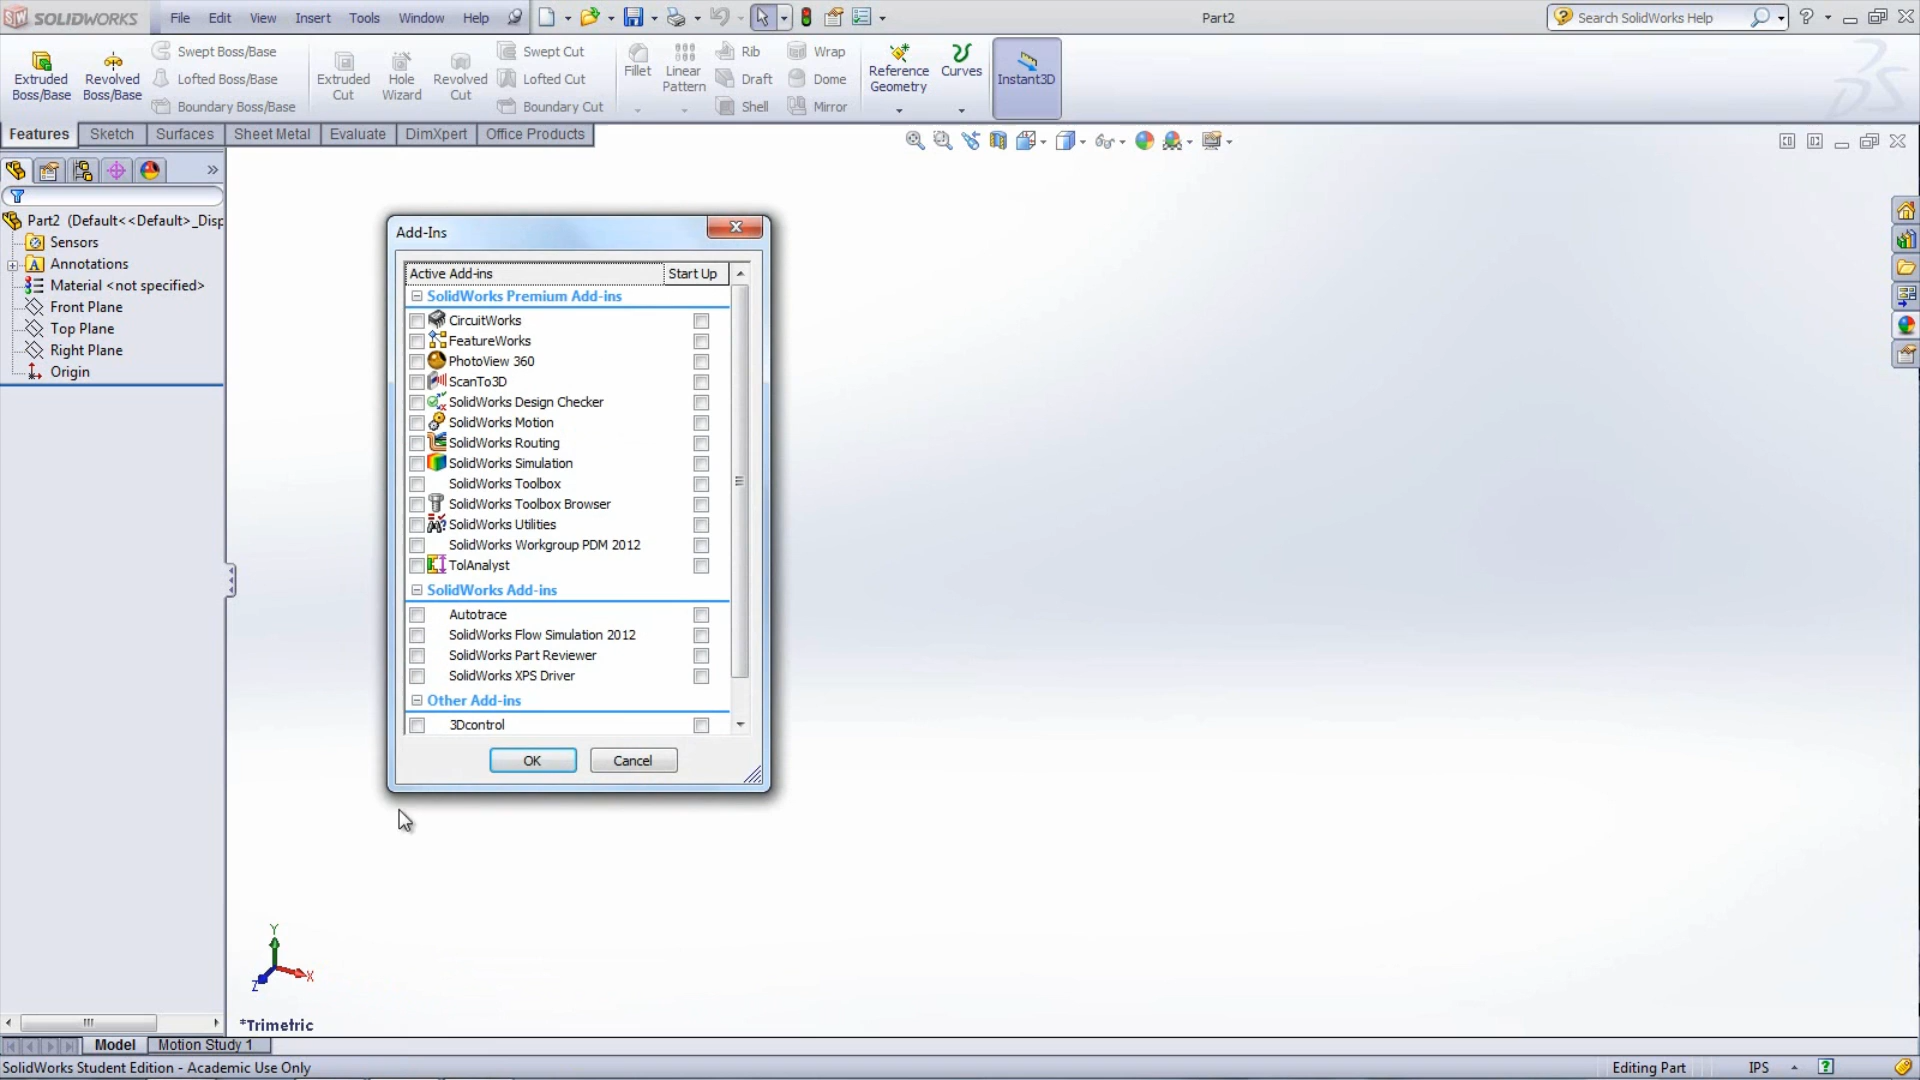 SOLIDWORKS
File Edit View Insert Tools Window Help
Part2
Search SolidWorks Help
Extruded Boss/Base
Revolved Boss/Base
Swept Boss/Base
Lofted Boss/Base
Boundary Boss/Base
Extruded Cut
Hole Wizard
Revolved Cut
Swept Cut
Lofted Cut
Boundary Cut
Fillet
Linear Pattern
Rib
Draft
Shell
Wrap
Dome
Mirror
Reference Geometry
Curves
Instant3D
Features Sketch Surfaces Sheet Metal Evaluate DimXpert Office Products
Part2 (Default<<Default>_Disp
Sensors
Annotations
Material <not specified>
Front Plane
Top Plane
Right Plane
Origin
Add-Ins
Active Add-ins Start Up
SolidWorks Premium Add-ins
CircuitWorks
FeatureWorks
PhotoView 360
ScanTo3D
SolidWorks Design Checker
SolidWorks Motion
SolidWorks Routing
SolidWorks Simulation
SolidWorks Toolbox
SolidWorks Toolbox Browser
SolidWorks Utilities
SolidWorks Workgroup PDM 2012
TolAnalyst
SolidWorks Add-ins
Autotrace
SolidWorks Flow Simulation 2012
SolidWorks Part Reviewer
SolidWorks XPS Driver
Other Add-ins
3Dcontrol
OK Cancel
Y
X
Z
*Trimetric
Model Motion Study 1
SolidWorks Student Edition - Academic Use Only
Editing Part IPS